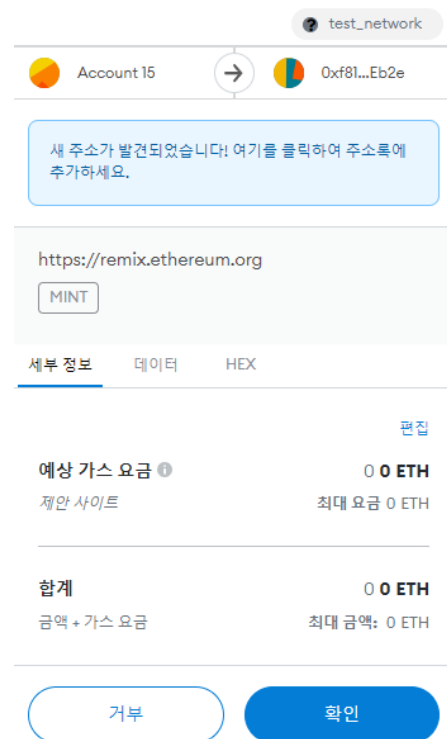 test_network
Account 15
0xf81...Eb2e
새 주소가 발견되었습니다! 여기를 클릭하여 주소록에
추가하세요.
https://remix.ethereum.org
MINT
세부 정보 데이터 HEX
편집
예상 가스 요금 0 0 ETH
제안 사이트 최대 요금 0 ETH
합계 0 0 ETH
금액 + 가스 요금 최대 금액: 0 ETH
거부 확인